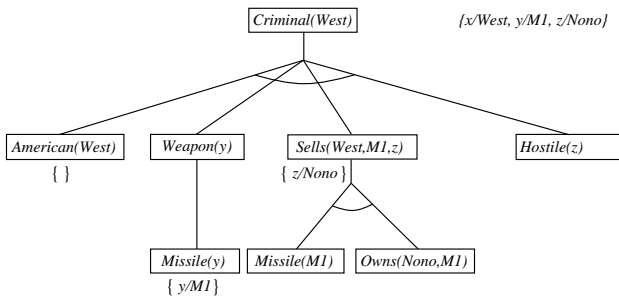 Criminal(West)
{x/West, y/M1, z/Nono}
American(West)
Weapon(y)
Sells(West,M1,z)
Hostile(z)
{ }
{ z/Nono }
Missile(y)
Missile(M1)
Owns(Nono,M1)
{ y/M1}